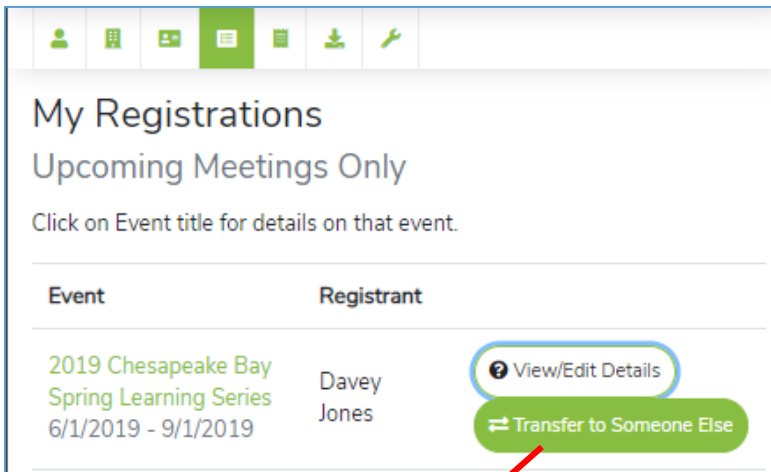 My Registrations
Upcoming Meetings Only
Click on Event title for details on that event.
Event Registrant
2019 Chesapeake Bay
Spring Learning Series
6/1/2019 - 9/1/2019
Davey
Jones
View/Edit Details
Transfer to Someone Else